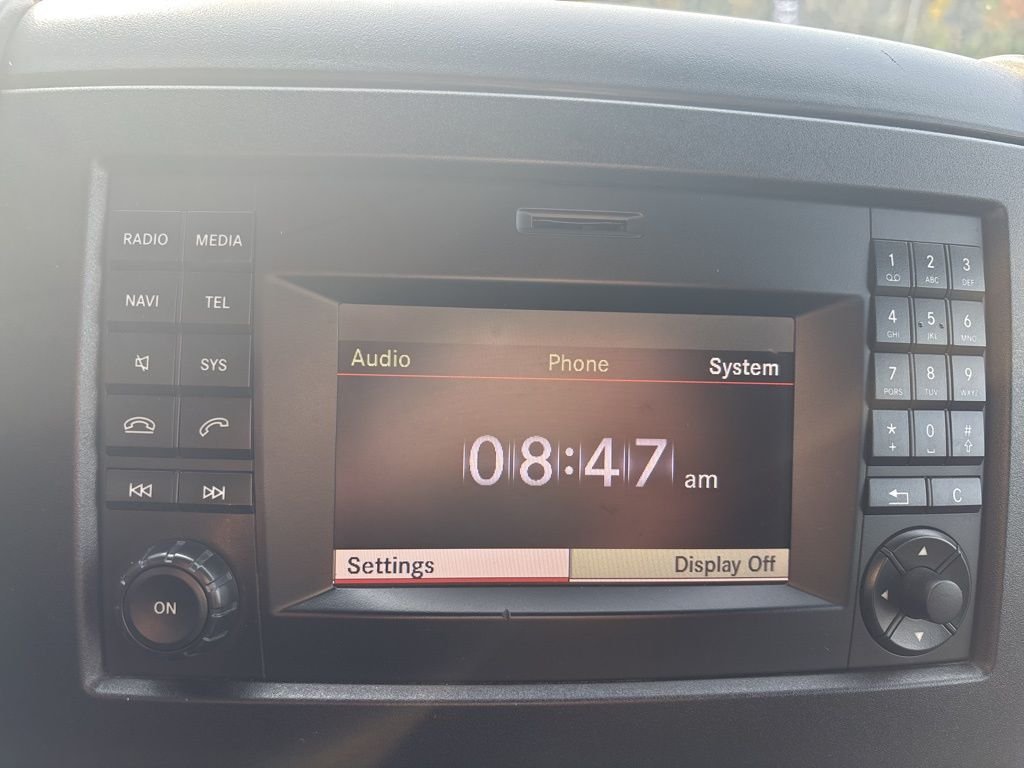 RADIO MEDIA
NAVI TEL
SYS
ON
Audio Phone System
08:47 am
Settings Display Off
1 2 ABC 3 DEF
4 GHI 5 JKL 6 MNO
7 PQRS 8 TUV 9 WXYZ
* + 0 #
C